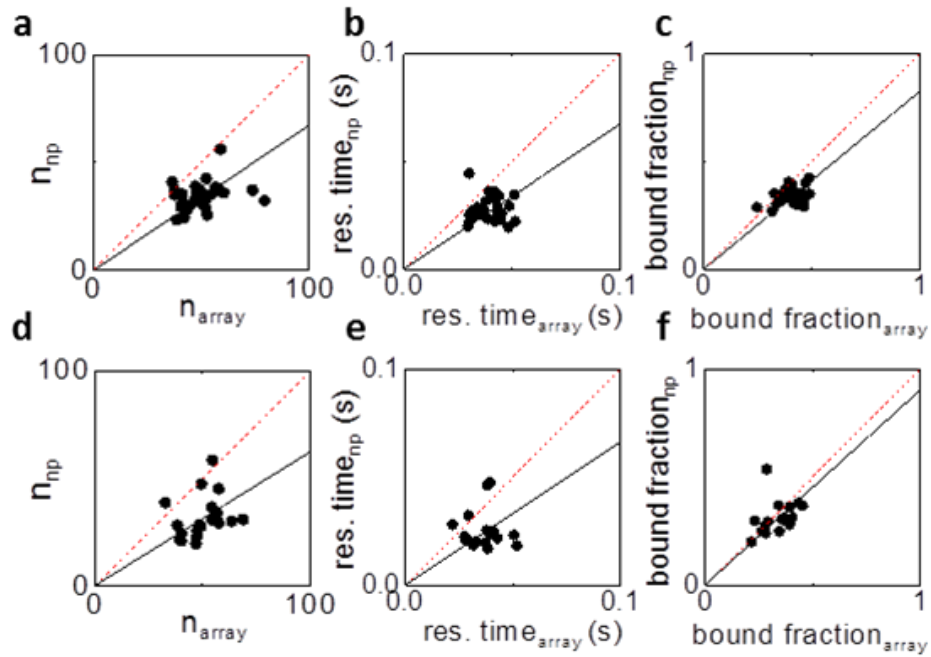 a
100
n_np
0
0
100
n_array
b
0.1
res. time_np (s)
0.0
0.0
0.1
res. time_array (s)
c
1
bound fraction_np
0
0
1
bound fraction_array
d
100
n_np
0
0
100
n_array
e
0.1
res. time_np (s)
0.0
0.0
0.1
res. time_array (s)
f
1
bound fraction_np
0
0
1
bound fraction_array